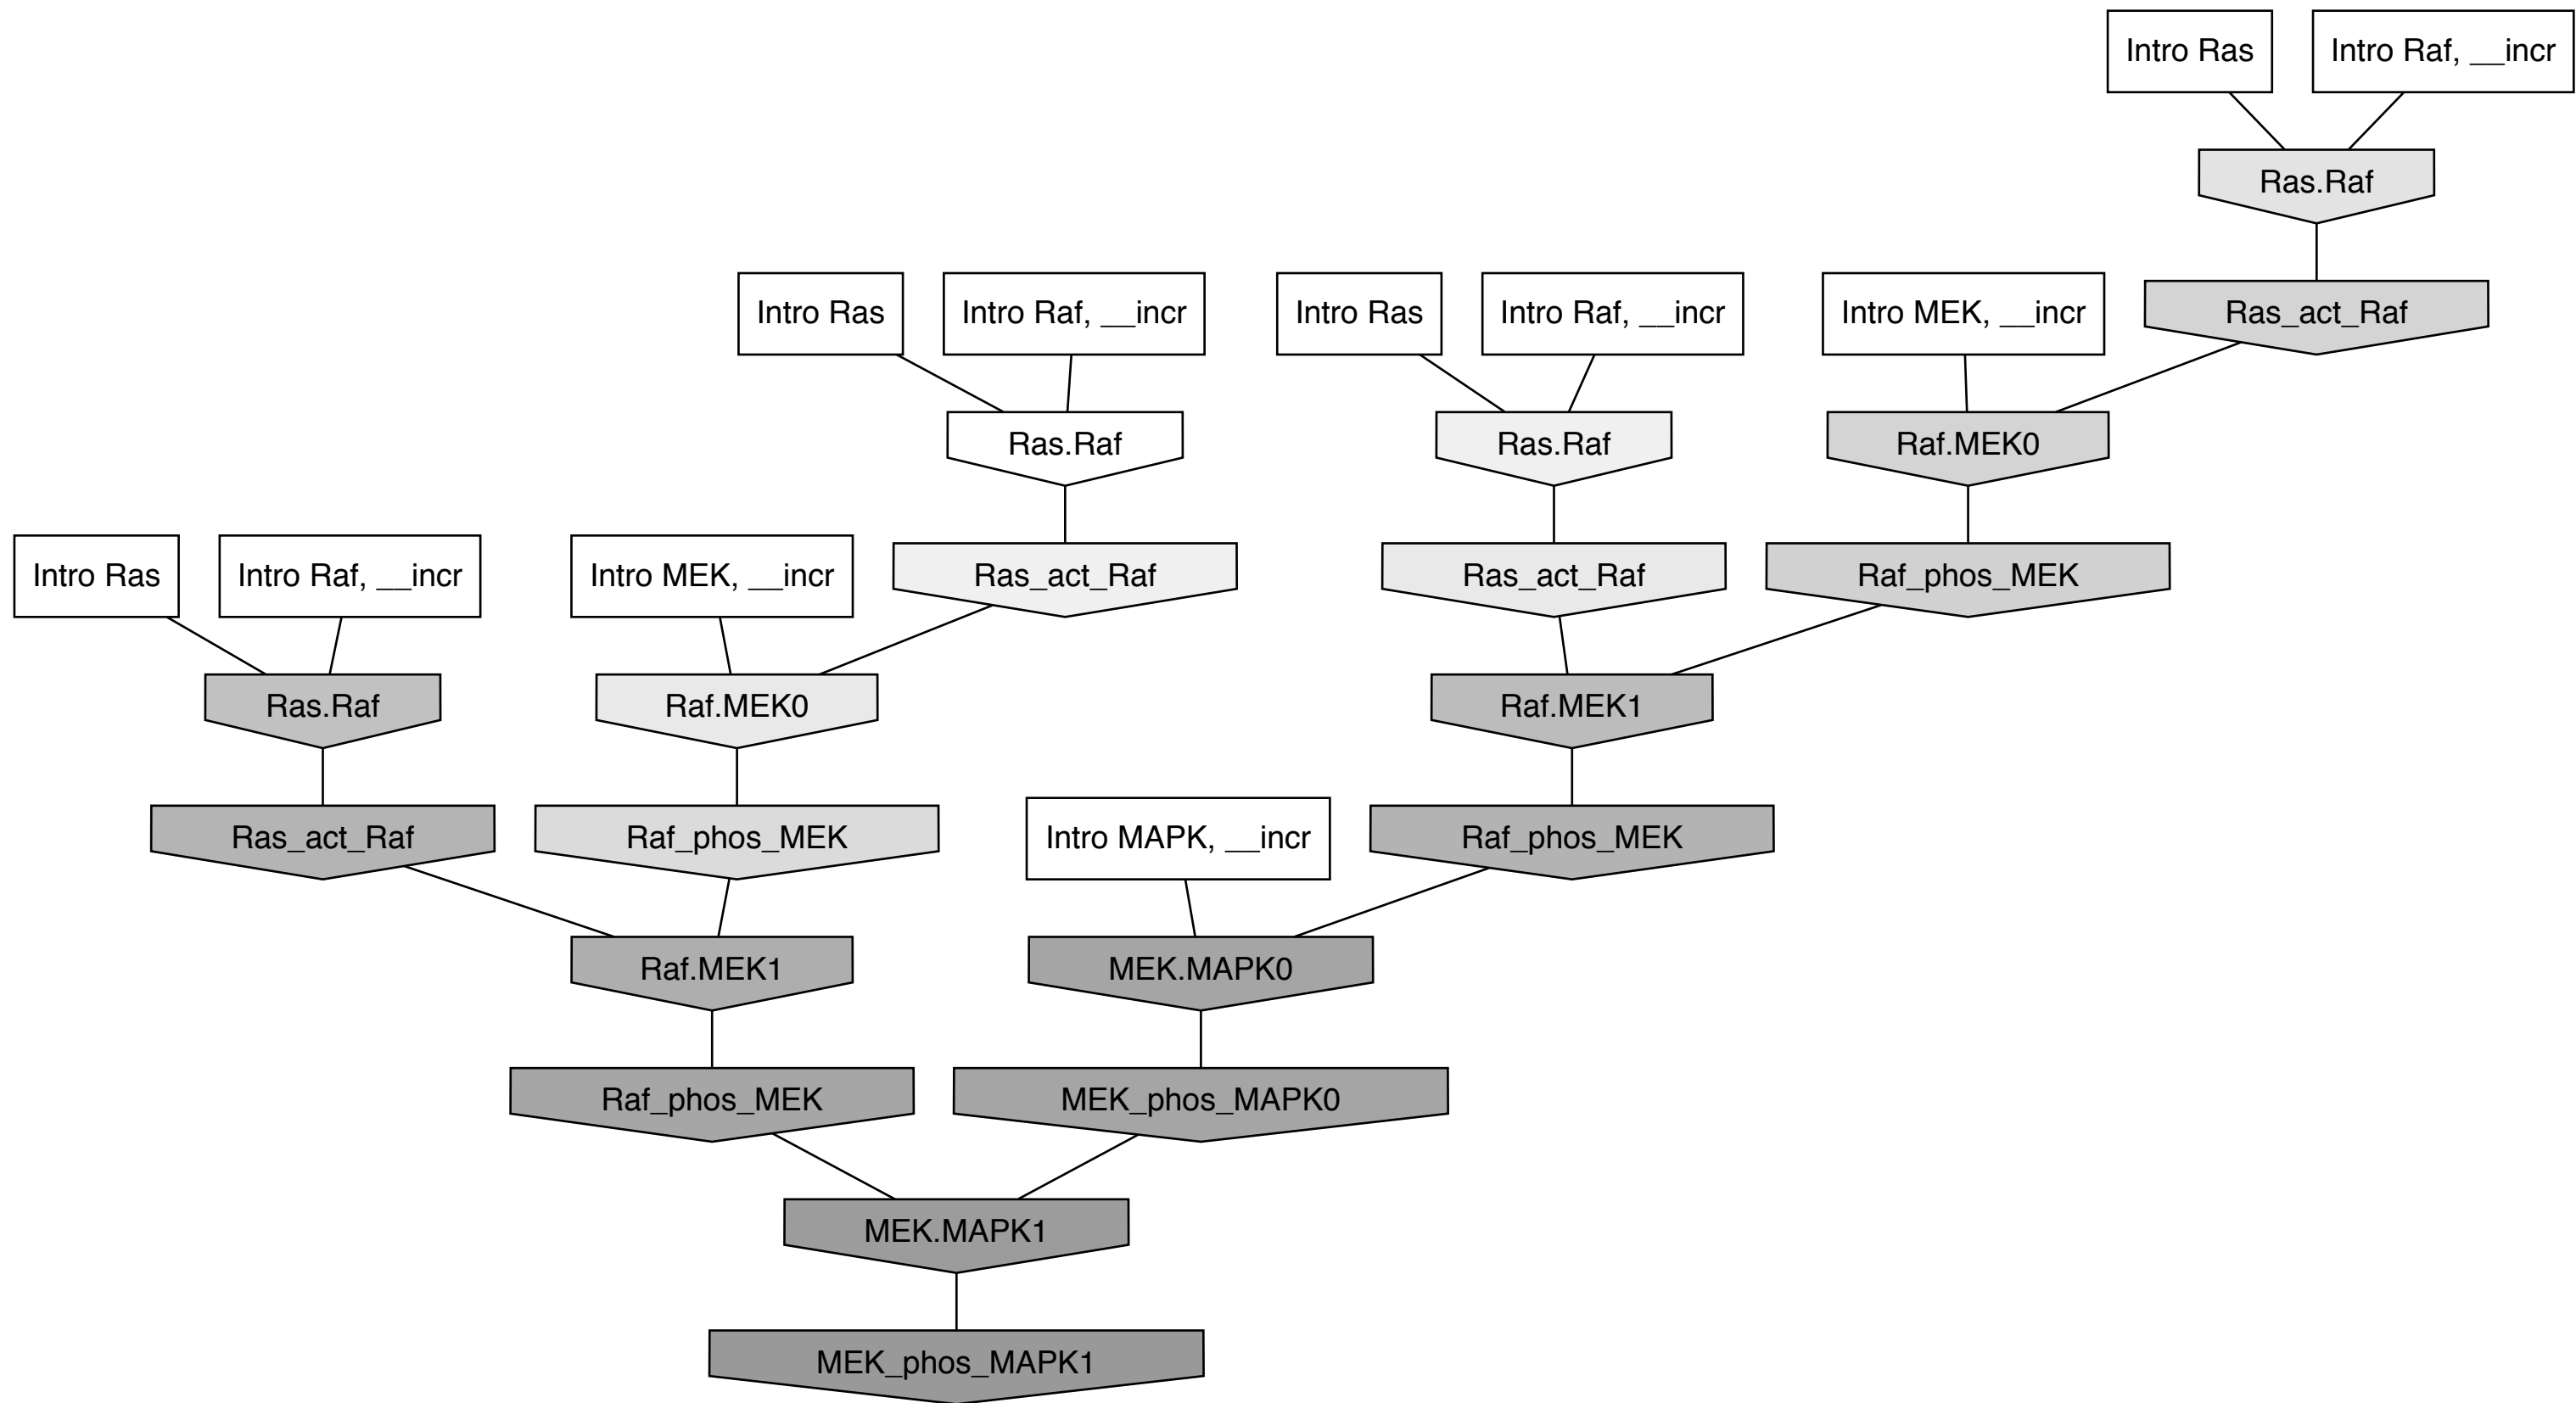 Intro Ras
Intro Raf, __incr
Ras.Raf
Intro Ras
Intro Raf, __incr
Intro Ras
Intro Raf, __incr
Intro MEK, __incr
Ras_act_Raf
Ras.Raf
Ras.Raf
Raf.MEK0
Intro Ras
Intro Raf, __incr
Intro MEK, __incr
Ras_act_Raf
Ras_act_Raf
Raf_phos_MEK
Ras.Raf
Raf.MEK0
Raf.MEK1
Ras_act_Raf
Raf_phos_MEK
Intro MAPK, __incr
Raf_phos_MEK
Raf.MEK1
MEK.MAPK0
Raf_phos_MEK
MEK_phos_MAPK0
MEK.MAPK1
MEK_phos_MAPK1